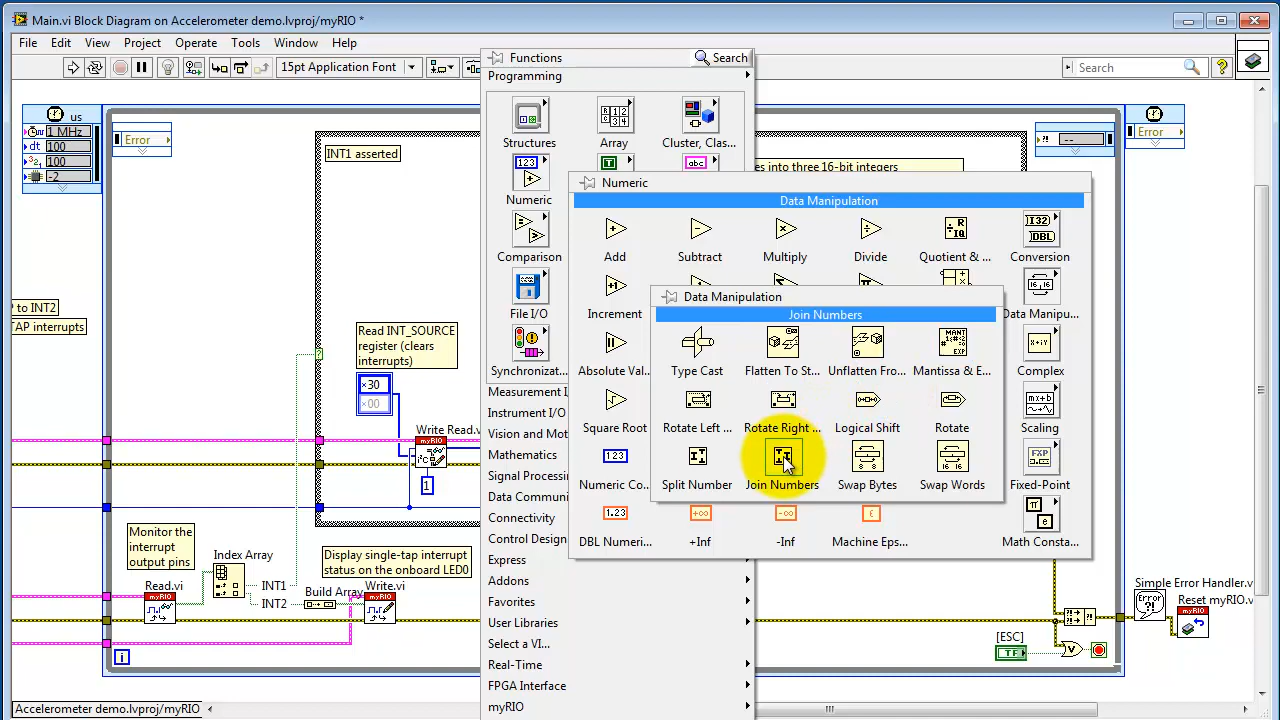 Main.vi Block Diagram on Accelerometer demo.lvproj/myRIO *
File Edit View Project Operate Tools Window Help
15pt Application Font
Search
Functions
Search
Programming
Structures Array Cluster, Clas...
Numeric
Comparison
File I/O
Synchronizat...
Measurement I
Instrument I/O
Vision and Mot
Mathematics
Signal Processi
Data Communi
Connectivity
Control Design
Express
Addons
Favorites
User Libraries
Select a VI...
Real-Time
FPGA Interface
myRIO
Numeric
Data Manipulation
Add Subtract Multiply Divide Quotient & ... Conversion
Increment
Data Manipu...
Absolute Val...
Complex
Square Root
Scaling
Numeric Co...
Fixed-Point
DBL Numeri... +Inf -Inf Machine Eps... Math Consta...
Data Manipulation
Join Numbers
Type Cast Flatten To St... Unflatten Fro... Mantissa & E...
Rotate Left ... Rotate Right ... Logical Shift Rotate
Split Number Join Numbers Swap Bytes Swap Words
us
1 MHz
dt 100
100
-2
Error
INT1 asserted
es into three 16-bit integers
--
Error
to INT2
TAP interrupts
Read INT_SOURCE
register (clears
interrupts)
×30
×00
Write Read.v
myRIO
1
Monitor the
interrupt
output pins
Index Array
Display single-tap interrupt
status on the onboard LED0
Read.vi
myRIO
INT1
INT2
Build Array
Write.vi
myRIO
i
[ESC]
TF
Simple Error Handler.v
Error
?!
Reset myRIO.v
myRIO
Accelerometer demo.lvproj/myRIO